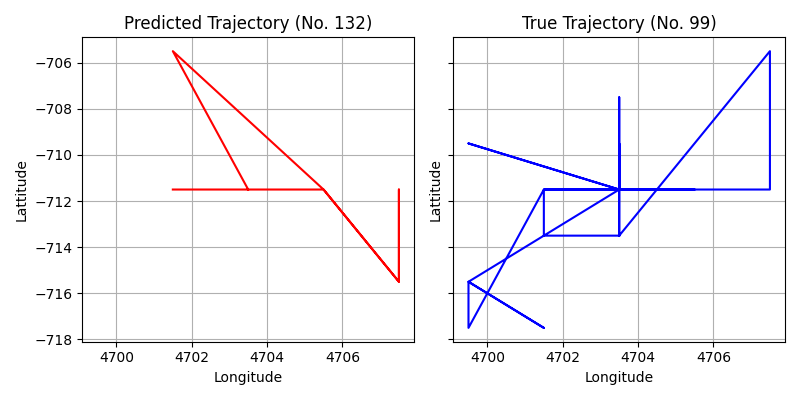 Predicted Trajectory (No. 132)
True Trajectory (No. 99)
Lattitude
−706
−708
−710
−712
−714
−716
−718
4700
4702
4704
4706
Longitude
Lattitude
4700
4702
4704
4706
Longitude